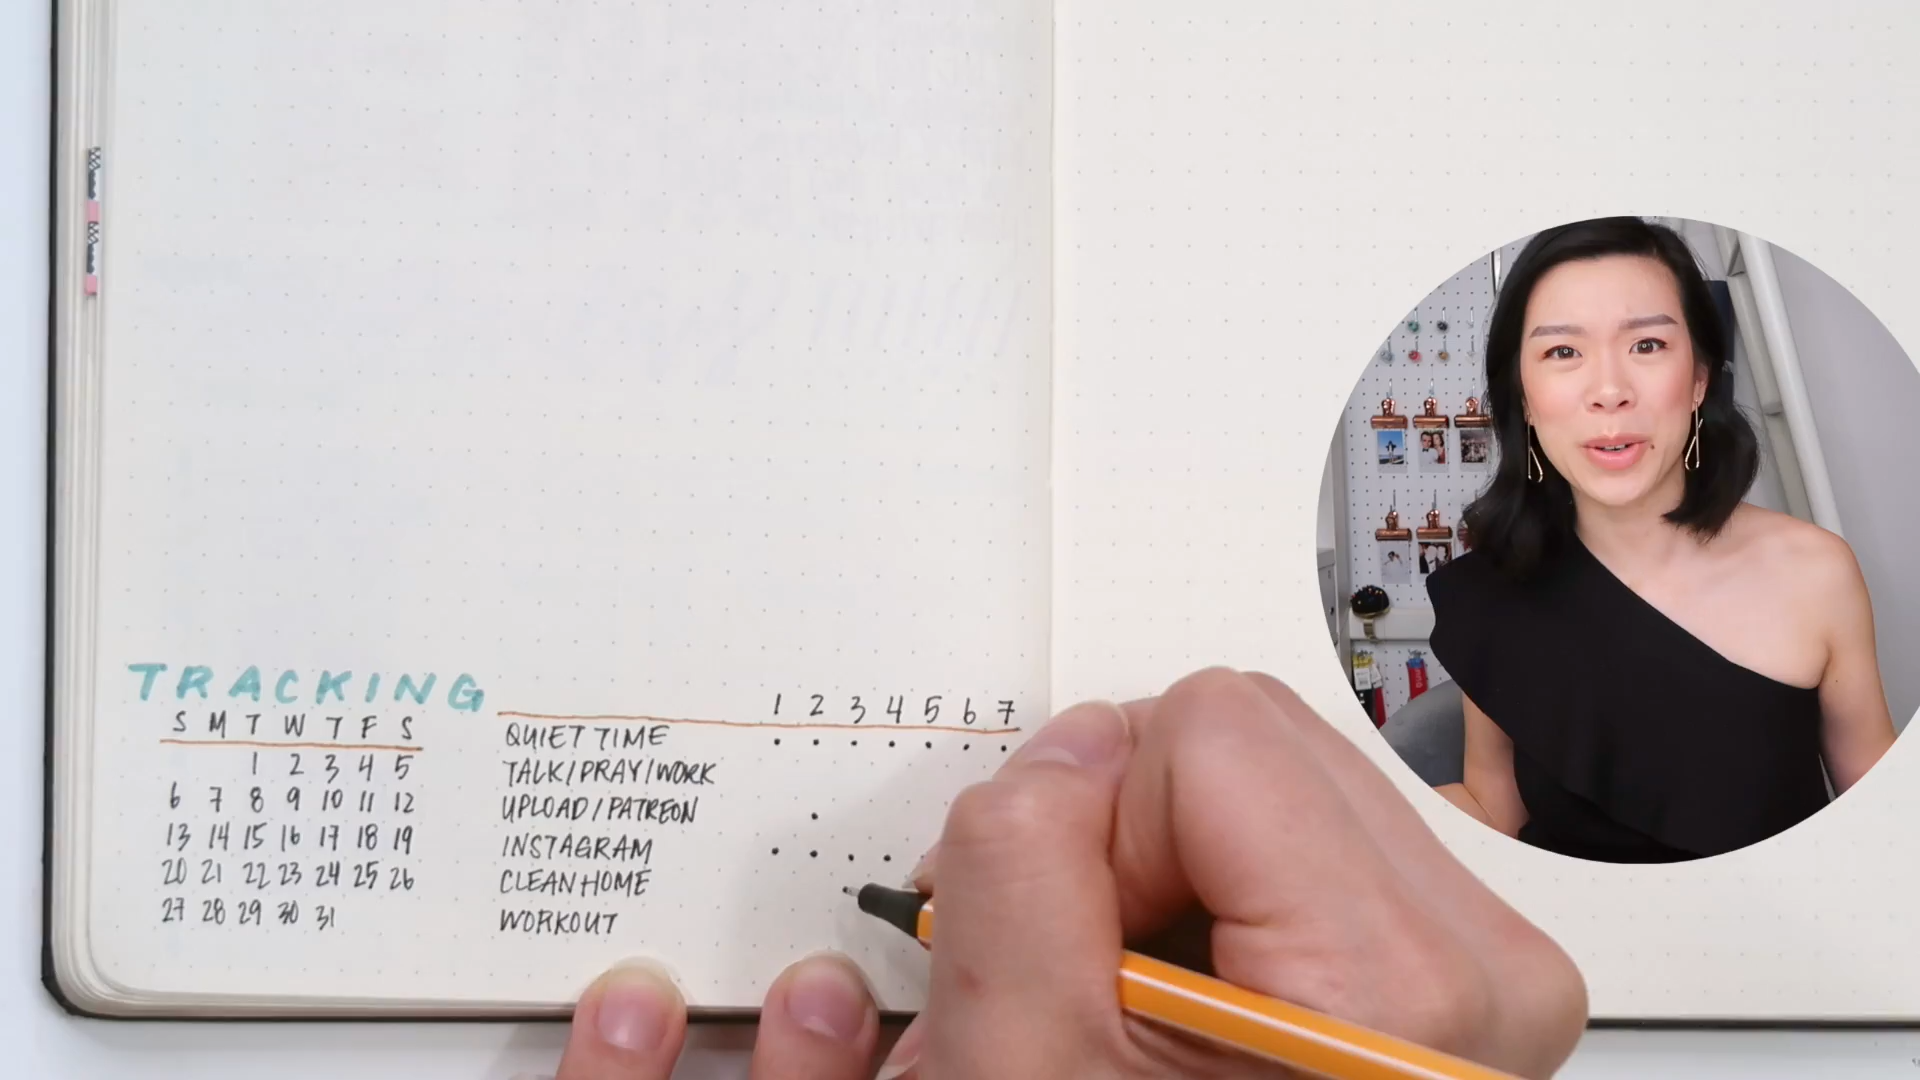 TRACKING
S M T W T F S
1 2 3 4 5
6 7 8 9 10 11 12
13 14 15 16 17 18 19
20 21 22 23 24 25 26
27 28 29 30 31
1 2 3 4 5 6 7
QUIET TIME
TALK/PRAY/WORK
UPLOAD/PATREON
INSTAGRAM
CLEAN HOME
WORKOUT